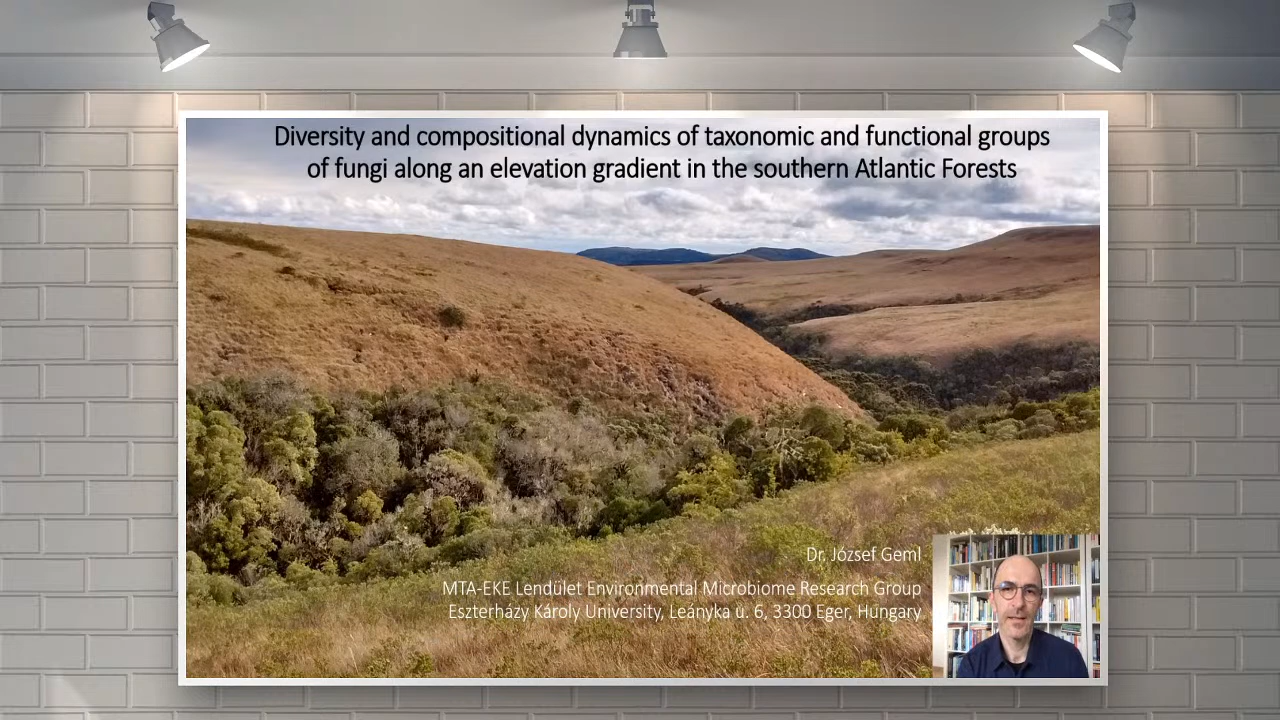 Diversity and compositional dynamics of taxonomic and functional groups
of fungi along an elevation gradient in the southern Atlantic Forests
Dr. József Geml
MTA-EKE Lendület Environmental Microbiome Research Group
Eszterházy Károly University, Leányka u. 6, 3300 Eger, Hungary